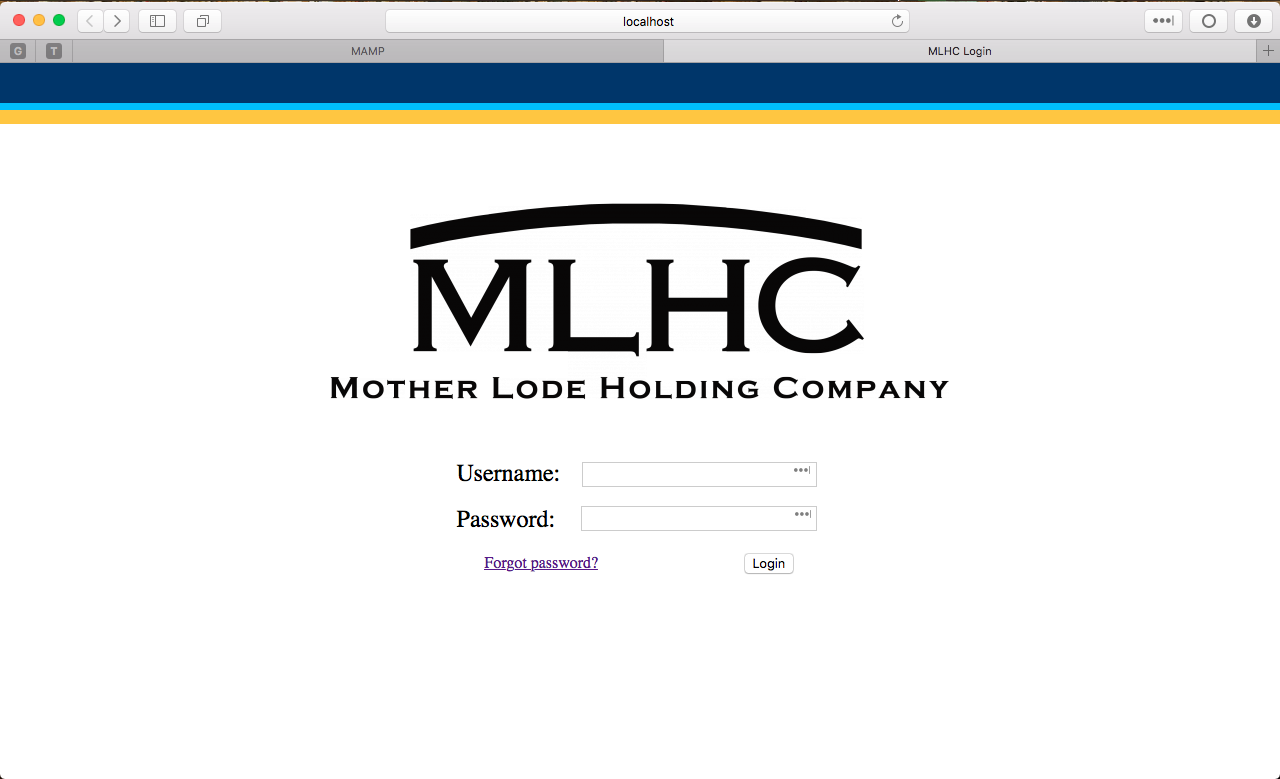 localhost
G
T
MAMP
MLHC Login
MLHC
MOTHER LODE HOLDING COMPANY
Username:
Password:
Forgot password?
Login